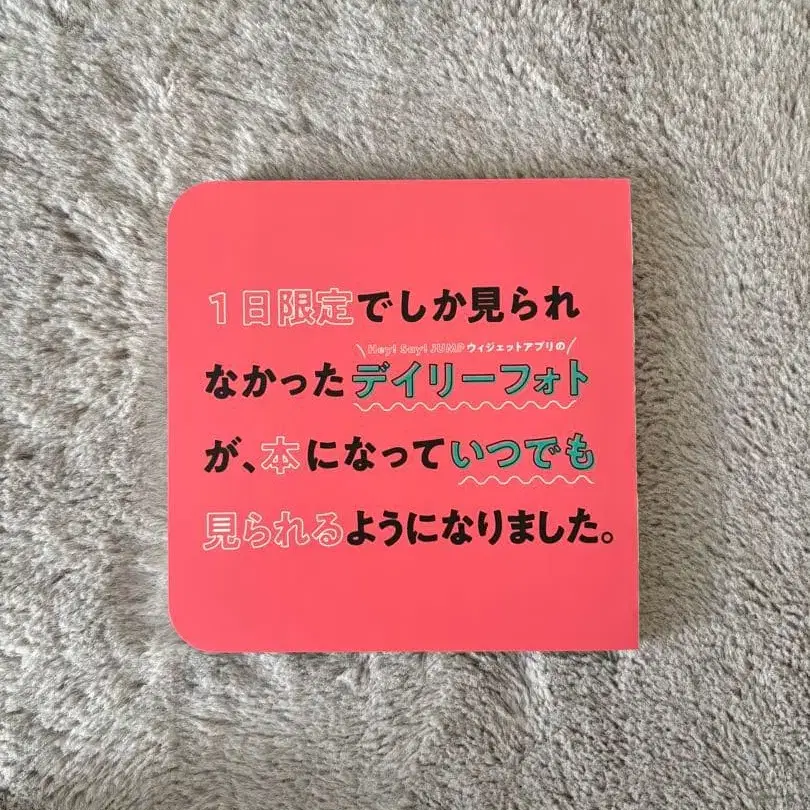 1日限定でしか見られ
\Hey! Say! JUMPウィジェットアプリの/
なかったデイリーフォト
が、本になっていつでも
見られるようになりました。